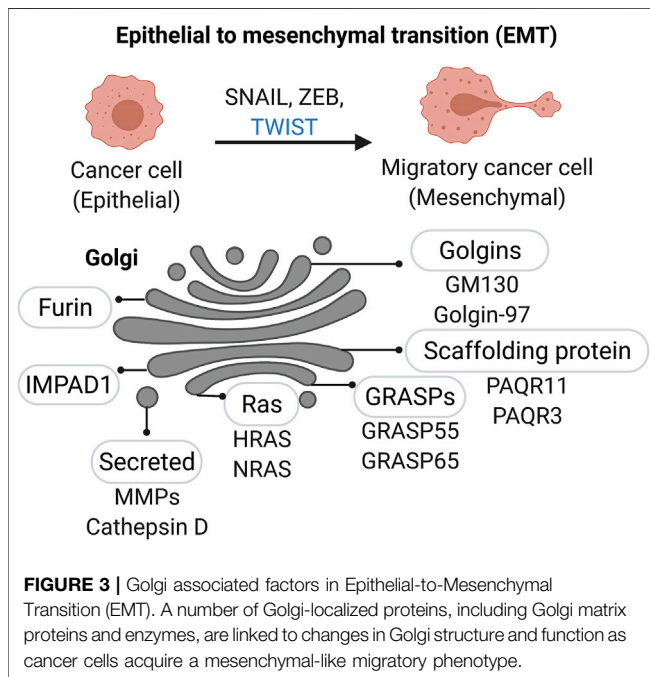 Epithelial to mesenchymal transition (EMT)
SNAIL, ZEB,
TWIST
Cancer cell
(Epithelial)
Migratory cancer cell
(Mesenchymal)
Golgi
Golgins
GM130
Golgin-97
Furin
Scaffolding protein
PAQR11
PAQR3
IMPAD1
Ras
HRAS
NRAS
GRASPs
GRASP55
GRASP65
Secreted
MMPs
Cathepsin D
FIGURE 3 | Golgi associated factors in Epithelial-to-Mesenchymal
Transition (EMT). A number of Golgi-localized proteins, including Golgi matrix
proteins and enzymes, are linked to changes in Golgi structure and function as
cancer cells acquire a mesenchymal-like migratory phenotype.